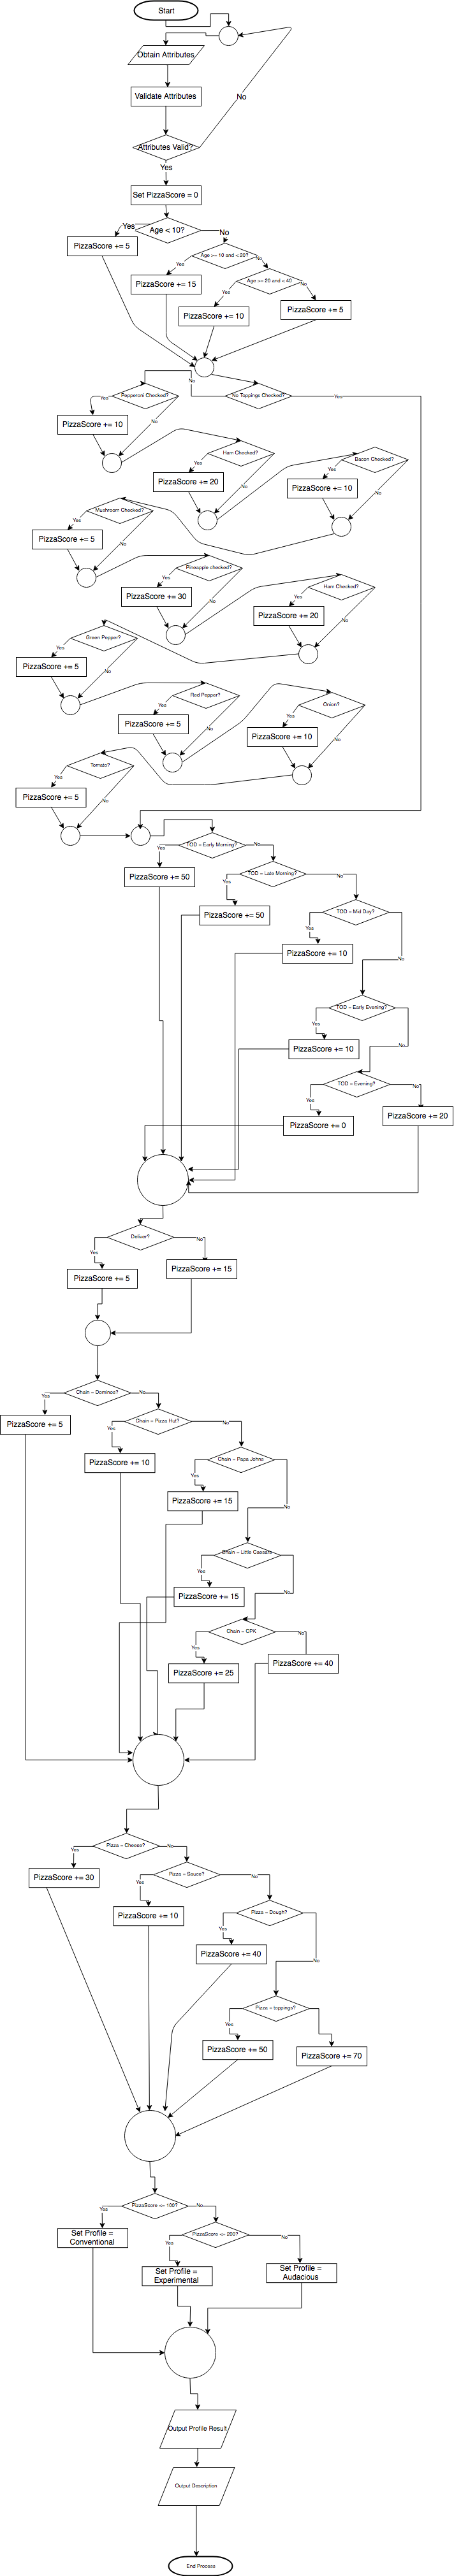 Start
Obtain Attributes
Validate Attributes
No
Attributes Valid?
Yes
Set PizzaScore = 0
Yes
Age < 10?
No
PizzaScore += 5
Age >= 10 and < 20?
Yes
No
PizzaScore += 15
Age >= 20 and < 40
Yes
No
PizzaScore += 10
PizzaScore += 5
No
Pepperoni Checked?
No Toppings Checked?
Yes
Yes
PizzaScore += 10
No
Ham Checked?
Yes
PizzaScore += 20
No
Bacon Checked?
Yes
PizzaScore += 10
No
Mushroom Checked?
Yes
PizzaScore += 5
No
Pineapple checked?
Yes
PizzaScore += 30
No
Ham Checked?
Yes
PizzaScore += 20
No
Green Pepper?
Yes
PizzaScore += 5
No
Red Pepper?
Yes
PizzaScore += 5
No
Onion?
Yes
PizzaScore += 10
No
Tomato?
Yes
PizzaScore += 5
No
TOD = Early Morning?
Yes
No
PizzaScore += 50
TOD = Late Morning?
Yes
No
PizzaScore += 50
TOD = Mid Day?
Yes
No
PizzaScore += 10
TOD = Early Evening?
Yes
No
PizzaScore += 10
TOD = Evening?
Yes
No
PizzaScore += 0
PizzaScore += 20
Deliver?
Yes
No
PizzaScore += 5
PizzaScore += 15
Chain = Dominos?
Yes
No
PizzaScore += 5
Chain = Pizza Hut?
Yes
No
PizzaScore += 10
Chain = Papa Johns
Yes
No
PizzaScore += 15
Chain = Little Caesars
Yes
No
PizzaScore += 15
Chain = CPK
Yes
No
PizzaScore += 25
PizzaScore += 40
Pizza = Cheese?
Yes
No
PizzaScore += 30
Pizza = Sauce?
Yes
No
PizzaScore += 10
Pizza = Dough?
Yes
No
PizzaScore += 40
Pizza = toppings?
Yes
PizzaScore += 50
PizzaScore += 70
PizzaScore <= 100?
Yes
No
Set Profile =
Conventional
PizzaScore <= 200?
Yes
No
Set Profile =
Experimental
Set Profile =
Audacious
Output Profile Result
Output Description
End Process